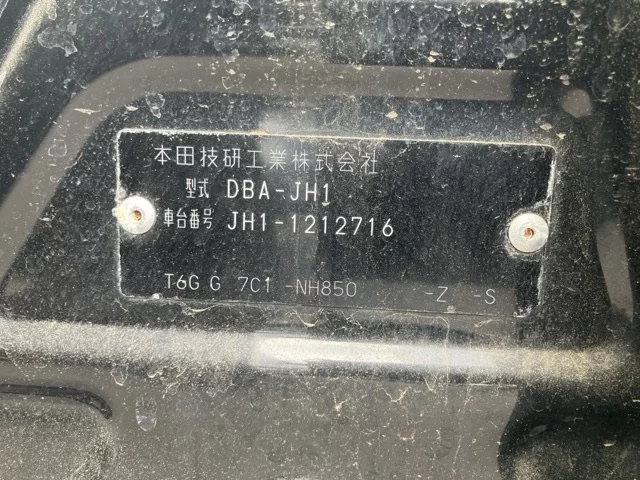 本田技研工業株式会社
型式 DBA-JH1
車台番号 JH1-1212716
T6G G 7C1 -NH850 -Z -S